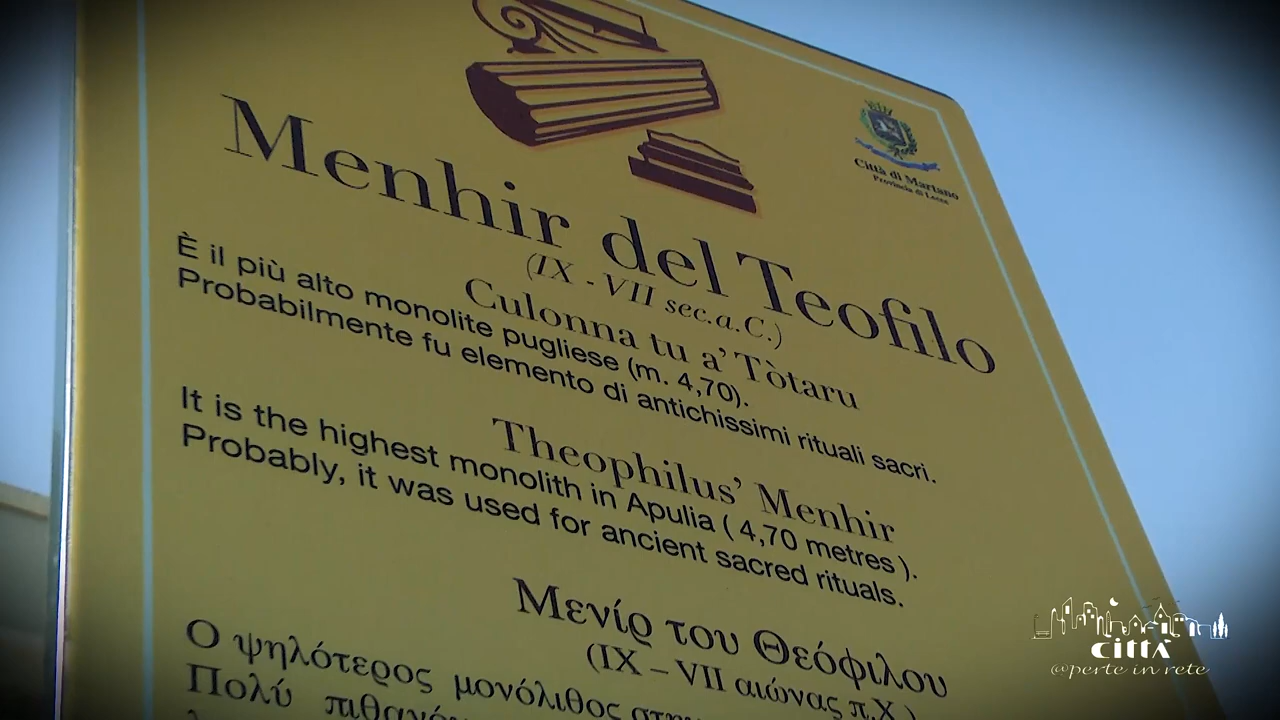 Città di Martano
Provincia di Lecce
Menhir del Teofilo
(IX - VII sec.a.C.)
Culonna tu a' Tòtaru
È il più alto monolite pugliese (m. 4,70).
Probabilmente fu elemento di antichissimi rituali sacri.
Theophilus' Menhir
It is the highest monolith in Apulia ( 4,70 metres ).
Probably, it was used for ancient sacred rituals.
Μενίρ του Θεόφιλου
(IX – VII αιώνας π.Χ.)
Ο ψηλότερος μονόλιθος
Πολύ
città
@perte in rete